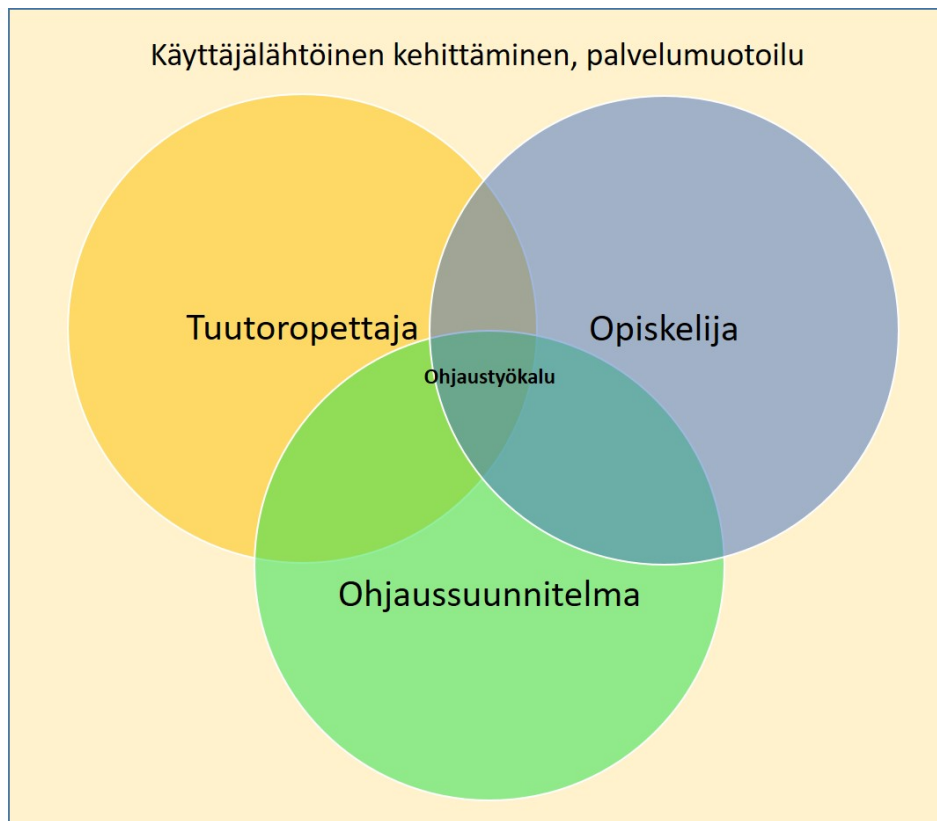 Käyttäjälähtöinen kehittäminen, palvelumuotoilu
Tuutoropettaja
Opiskelija
Ohjaustyökalu
Ohjaussuunnitelma